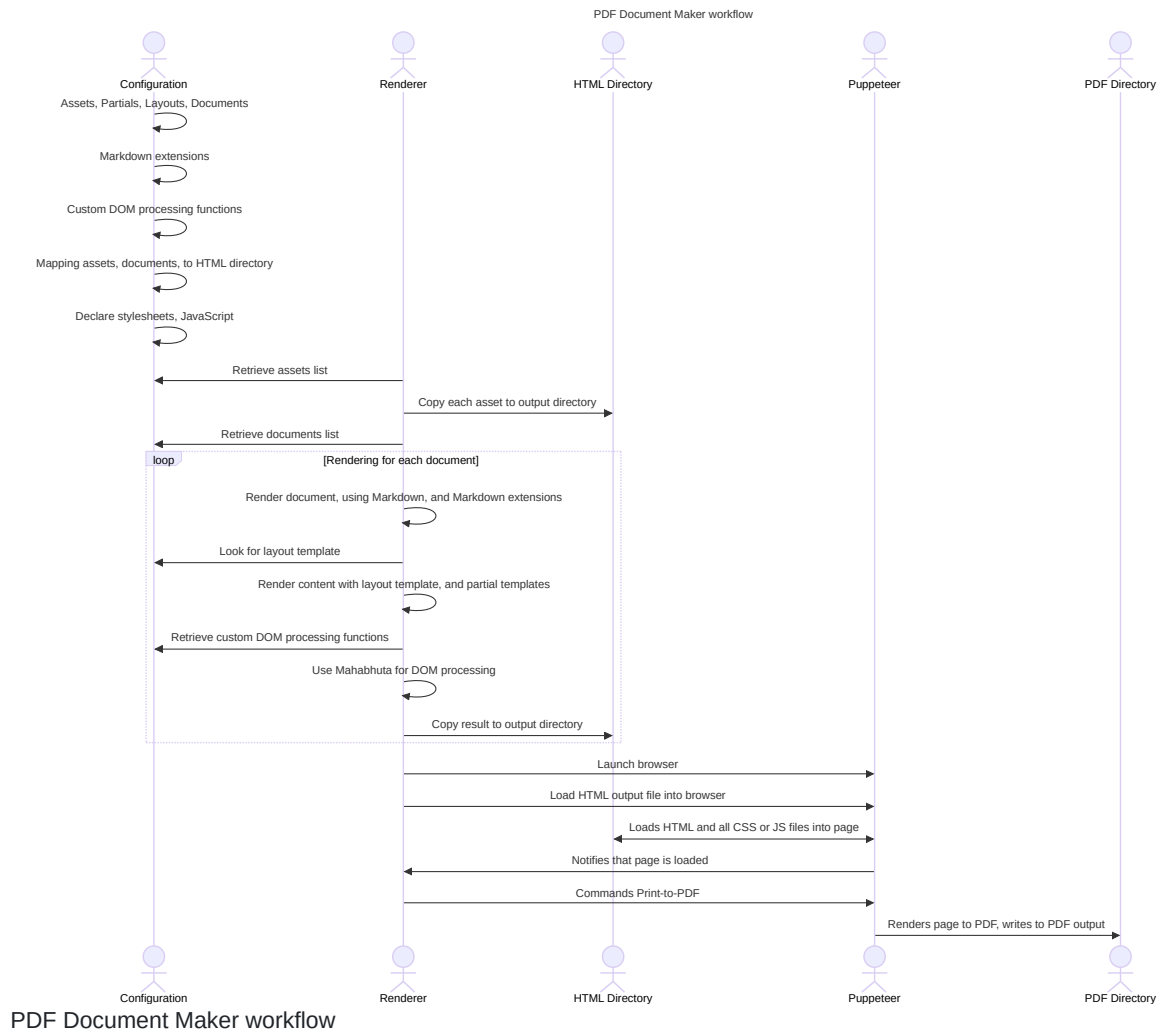 PDF Document Maker workflow
Configuration
Renderer
HTML Directory
Puppeteer
PDF Directory
Assets, Partials, Layouts, Documents
Markdown extensions
Custom DOM processing functions
Mapping assets, documents, to HTML directory
Declare stylesheets, JavaScript
Retrieve assets list
Copy each asset to output directory
Retrieve documents list
loop
[Rendering for each document]
Render document, using Markdown, and Markdown extensions
Look for layout template
Render content with layout template, and partial templates
Retrieve custom DOM processing functions
Use Mahabhuta for DOM processing
Copy result to output directory
Launch browser
Load HTML output file into browser
Loads HTML and all CSS or JS files into page
Notifies that page is loaded
Commands Print-to-PDF
Renders page to PDF, writes to PDF output
Configuration
Renderer
HTML Directory
Puppeteer
PDF Directory
PDF Document Maker workflow